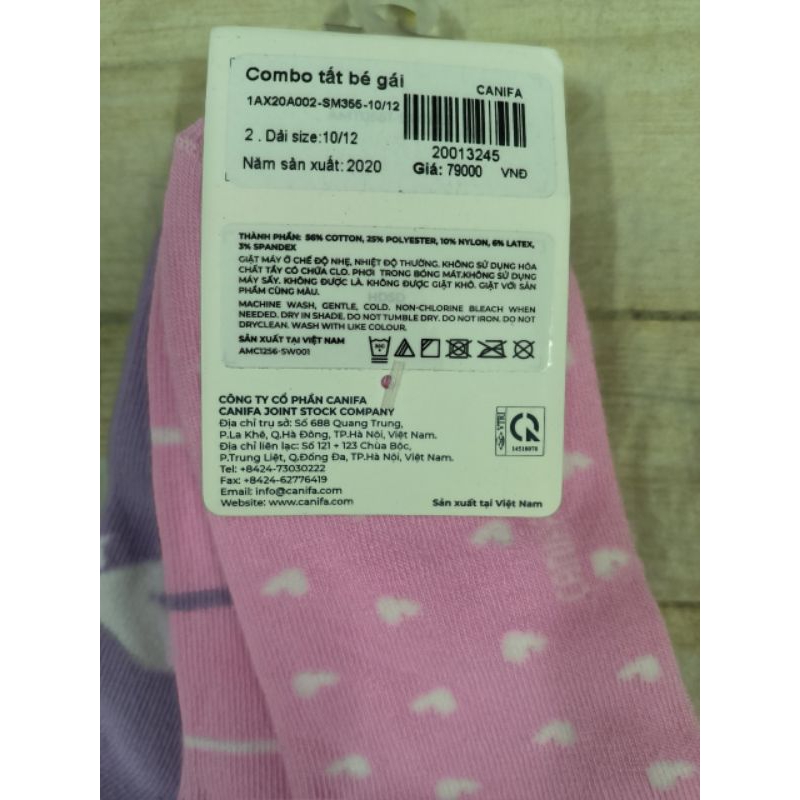 Combo tất bé gái
CANIFA
1AX20A002-SM366-10/12
2 . Dải size:10/12
20013245
Năm sản xuất: 2020
Giá: 79000 VNĐ
THÀNH PHẦN: 56% COTTON, 25% POLYESTER, 10% NYLON, 6% LATEX,
3% SPANDEX
GIẶT MÁY Ở CHẾ ĐỘ NHẸ, NHIỆT ĐỘ THƯỜNG. KHÔNG SỬ DỤNG HÓA
CHẤT TẨY CÓ CHỨA CLO. PHƠI TRONG BÓNG MÁT.KHÔNG SỬ DỤNG
MÁY SẤY. KHÔNG ĐƯỢC LÀ. KHÔNG ĐƯỢC GIẶT KHÔ. GIẶT VỚI SẢN
PHẨM CÙNG MÀU.
MACHINE WASH, GENTLE, COLD. NON-CHLORINE BLEACH WHEN
NEEDED. DRY IN SHADE. DO NOT TUMBLE DRY. DO NOT IRON. DO NOT
DRYCLEAN. WASH WITH LIKE COLOUR.
SẢN XUẤT TẠI VIỆT NAM
AMC1256-SW001
CÔNG TY CỔ PHẦN CANIFA
CANIFA JOINT STOCK COMPANY
Địa chỉ trụ sở: Số 688 Quang Trung,
P.La Khê, Q.Hà Đông, TP.Hà Nội, Việt Nam.
Địa chỉ liên lạc: Số 121 + 123 Chùa Bộc,
P.Trung Liệt, Q.Đống Đa, TP.Hà Nội, Việt Nam.
Tel: +8424-73030222
Fax: +8424-62776419
Email: info@canifa.com
Website: www.canifa.com
VTRI
CR
Sản xuất tại Việt Nam